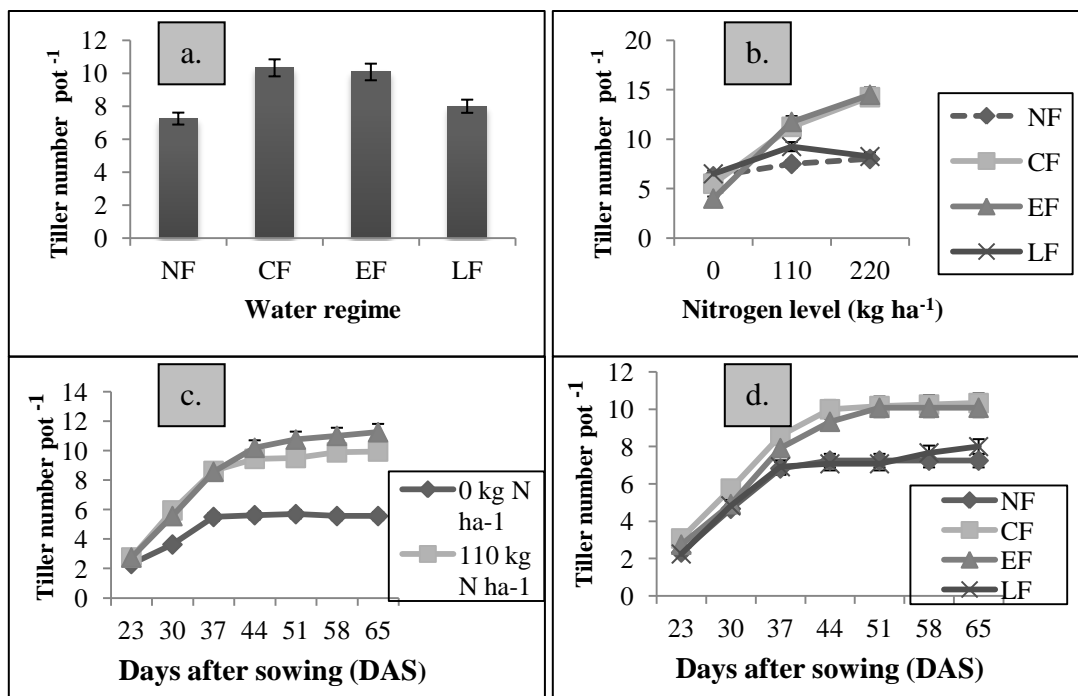 a.
Tiller number pot -1
12
10
8
6
4
2
0
NF CF EF LF
Water regime
b.
Tiller number pot -1
20
15
10
5
0
0 110 220
Nitrogen level (kg ha-1)
NF
CF
EF
LF
c.
Tiller number pot -1
14
12
10
8
6
4
2
0
23 30 37 44 51 58 65
Days after sowing (DAS)
0 kg N
ha-1
110 kg
N ha-1
d.
Tiller number pot -1
12
10
8
6
4
2
0
23 30 37 44 51 58 65
Days after sowing (DAS)
NF
CF
EF
LF